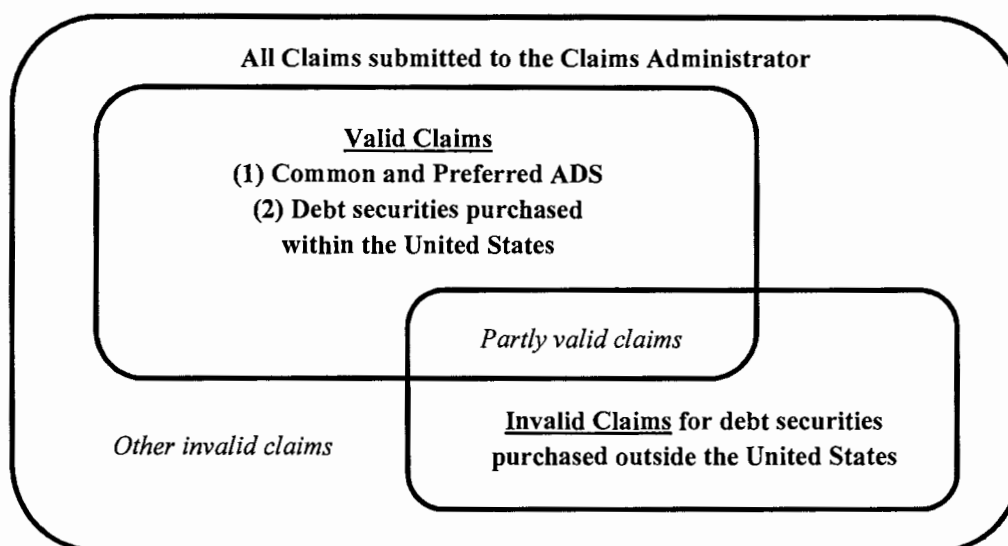 All Claims submitted to the Claims Administrator
Valid Claims
(1) Common and Preferred ADS
(2) Debt securities purchased
within the United States
Partly valid claims
Other invalid claims
Invalid Claims for debt securities
purchased outside the United States